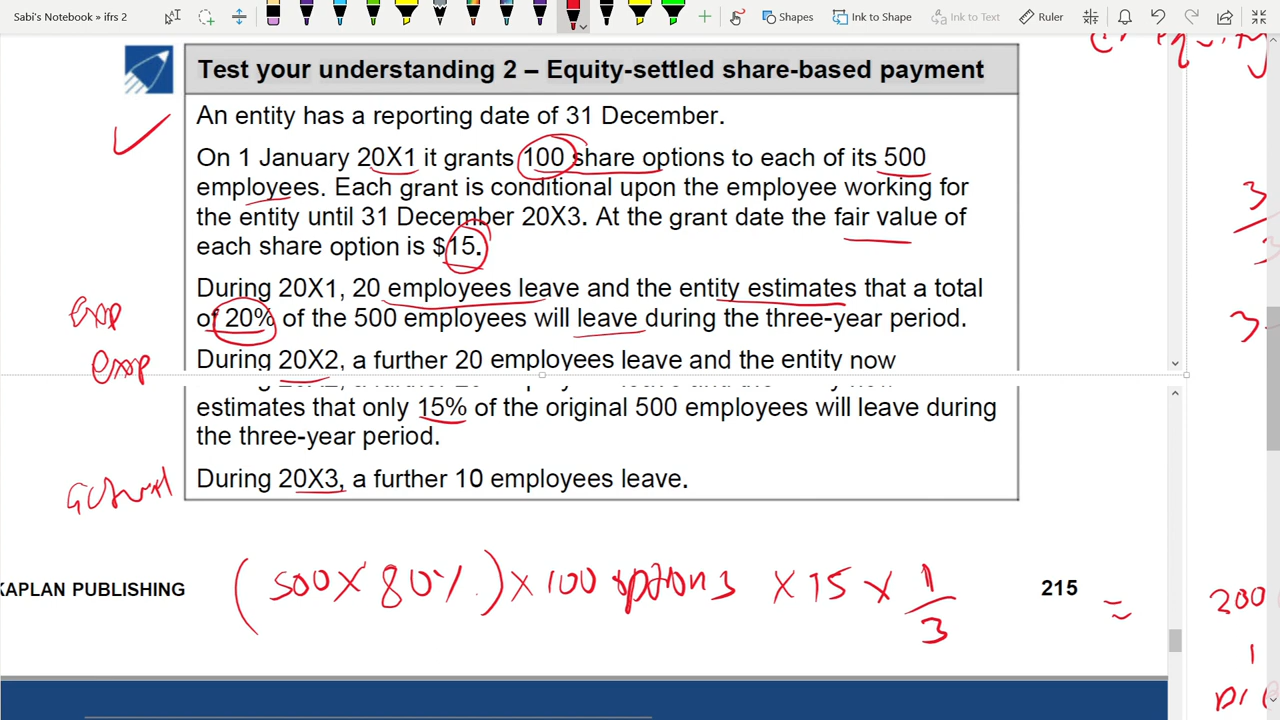 Sabi's Notebook » ifrs 2
Shapes Ink to Shape Ink to Text Ruler
equity
Test your understanding 2 – Equity-settled share-based payment
An entity has a reporting date of 31 December.
On 1 January 20X1 it grants 100 share options to each of its 500
employees. Each grant is conditional upon the employee working for
the entity until 31 December 20X3. At the grant date the fair value of
each share option is $15.
During 20X1, 20 employees leave and the entity estimates that a total
of 20% of the 500 employees will leave during the three-year period.
exp
During 20X2, a further 20 employees leave and the entity now
exp
estimates that only 15% of the original 500 employees will leave during
the three-year period.
During 20X3, a further 10 employees leave.
actual
3
3
3
(500 X 80%) X 100 options X 15 X 1/3 =
200
1
KAPLAN PUBLISHING 215